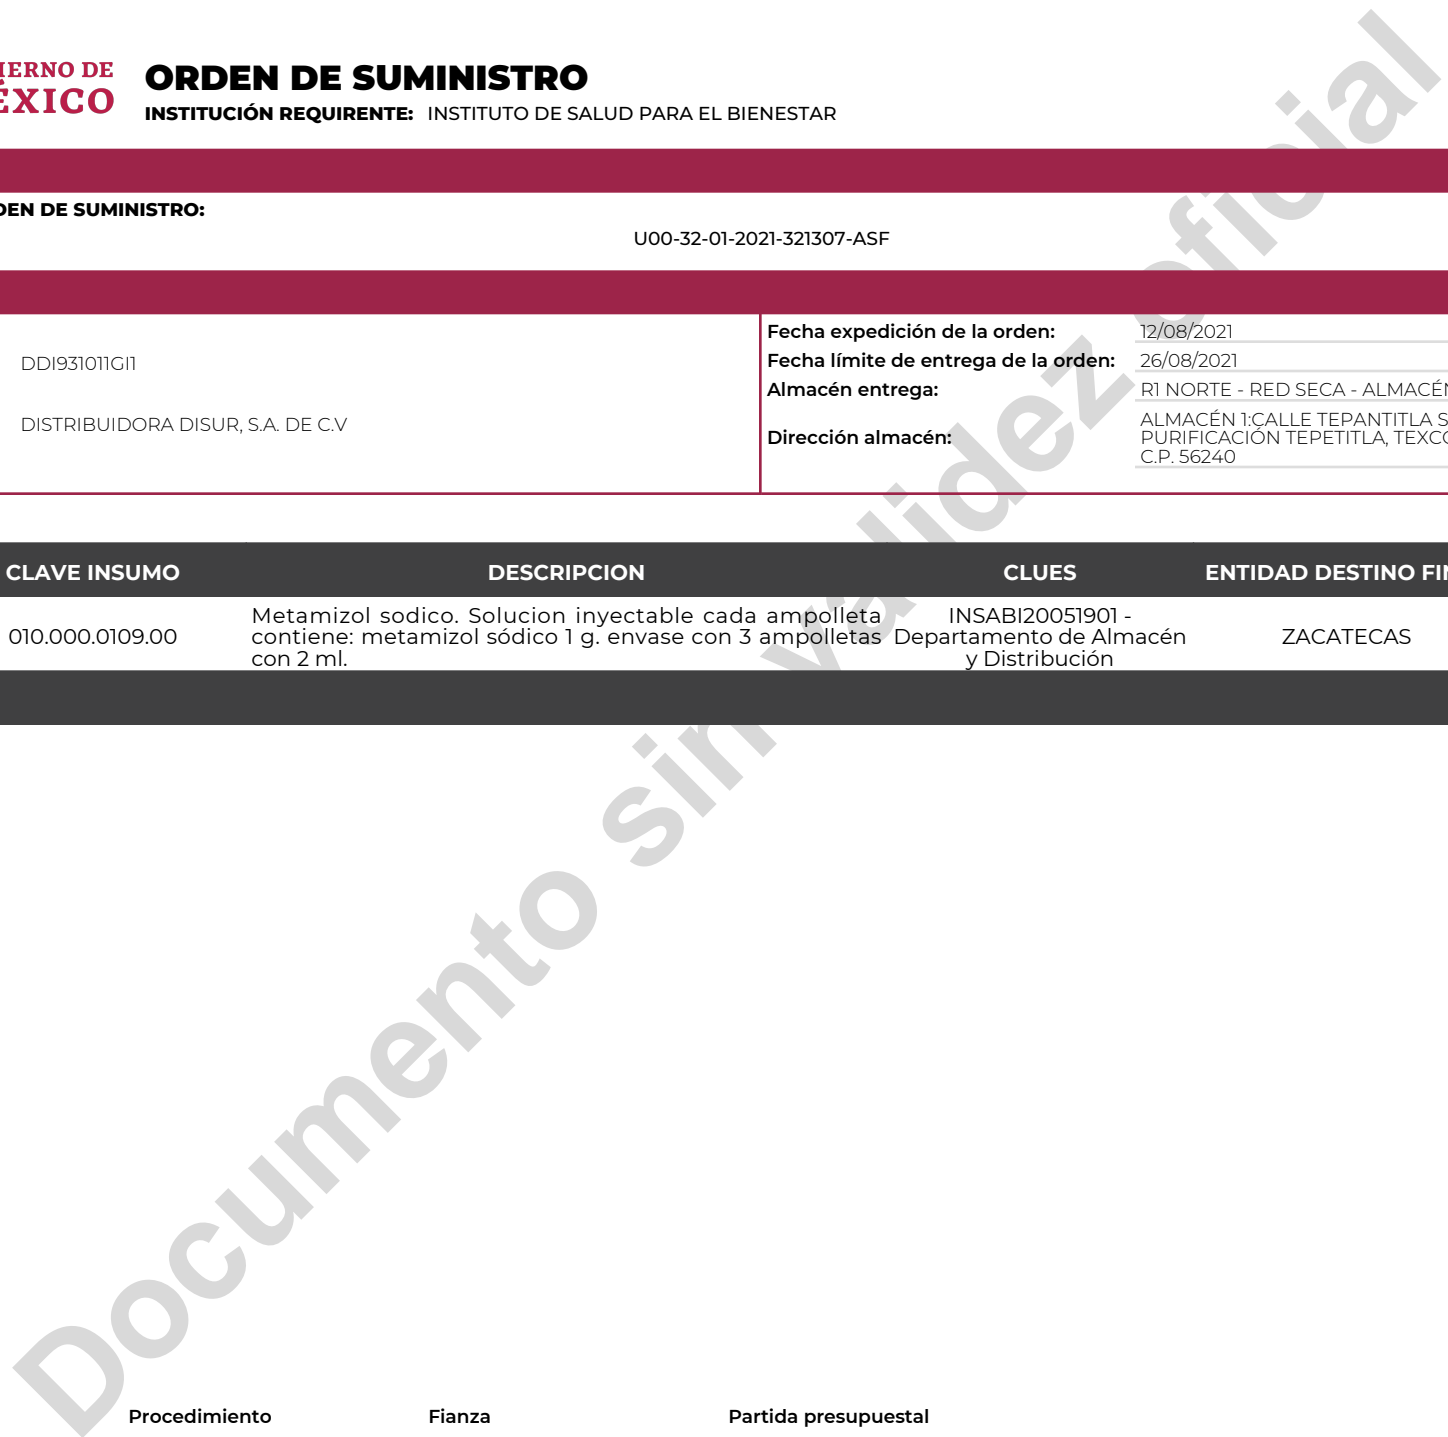 IERNO DE
ÉXICO
ORDEN DE SUMINISTRO
INSTITUCIÓN REQUIRENTE: INSTITUTO DE SALUD PARA EL BIENESTAR
DEN DE SUMINISTRO:
U00-32-01-2021-321307-ASF
DDI931011GI1
DISTRIBUIDORA DISUR, S.A. DE C.V
Fecha expedición de la orden: 12/08/2021
Fecha límite de entrega de la orden: 26/08/2021
Almacén entrega: R1 NORTE - RED SECA - ALMACÉN
Dirección almacén:
ALMACÉN 1:CALLE TEPANTITLA S
PURIFICACIÓN TEPETITLA, TEXCO
C.P. 56240
CLAVE INSUMO DESCRIPCION CLUES ENTIDAD DESTINO FIN
010.000.0109.00
Metamizol sodico. Solucion inyectable cada ampolleta
contiene: metamizol sódico 1 g. envase con 3 ampolletas
con 2 ml.
INSABI20051901 -
Departamento de Almacén
y Distribución
ZACATECAS
Documento sin validez oficial
Procedimiento Fianza Partida presupuestal